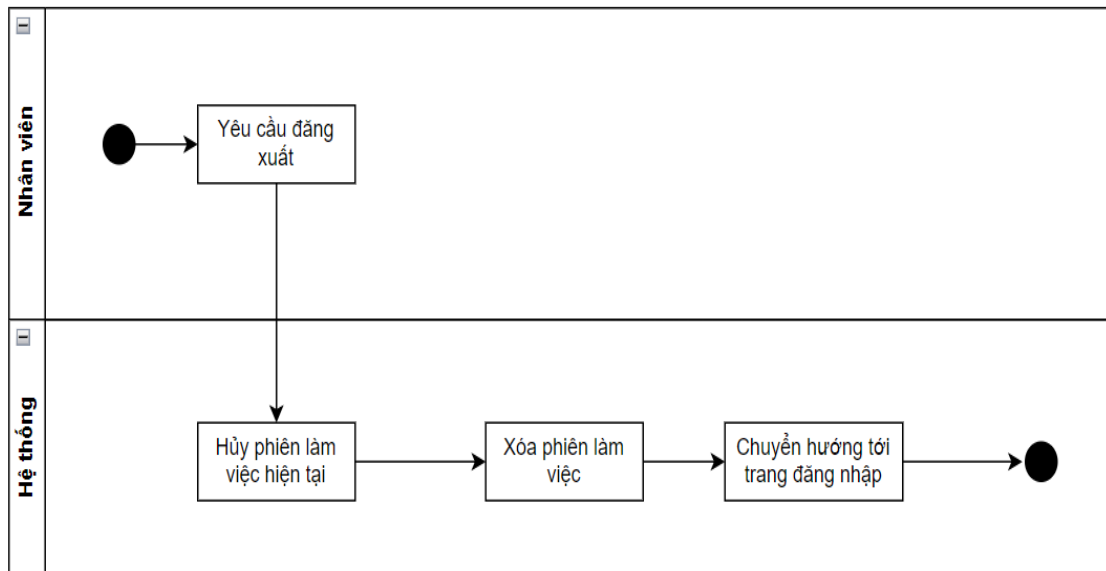 Nhân viên
Yêu cầu đăng
xuất
Hệ thống
Hủy phiên làm
việc hiện tại
Xóa phiên làm
việc
Chuyển hướng tới
trang đăng nhập